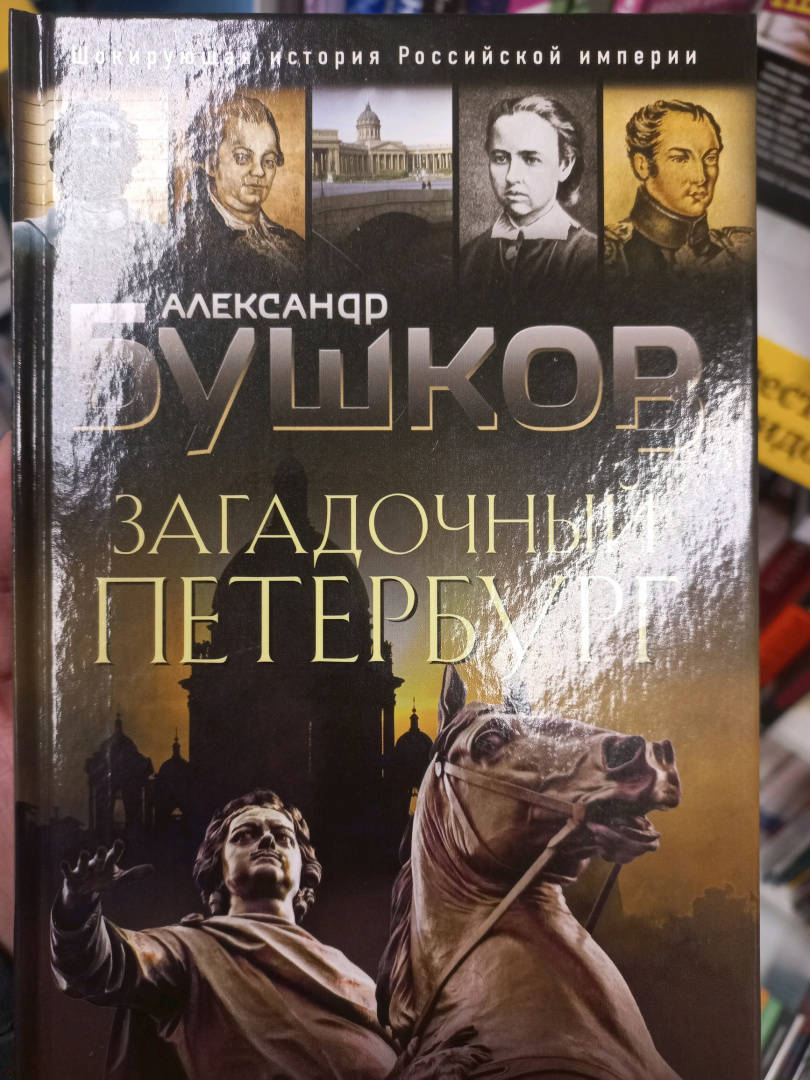 Шокирующая история Российской империи
АЛЕКСАНДР
БУШКОВ
ЗАГАДОЧНЫЙ
ПЕТЕРБУРГ